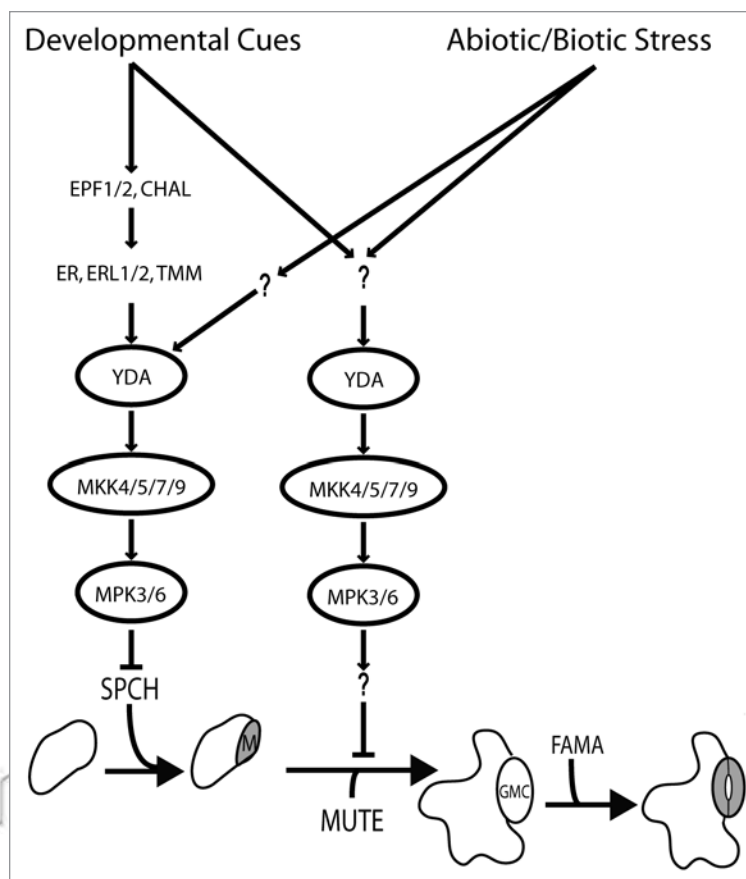 Developmental Cues Abiotic/Biotic Stress
EPF1/2, CHAL
ER, ERL1/2, TMM
? ?
YDA YDA
MKK4/5/7/9 MKK4/5/7/9
MPK3/6 MPK3/6
SPCH ?
M
FAMA
GMC
MUTE